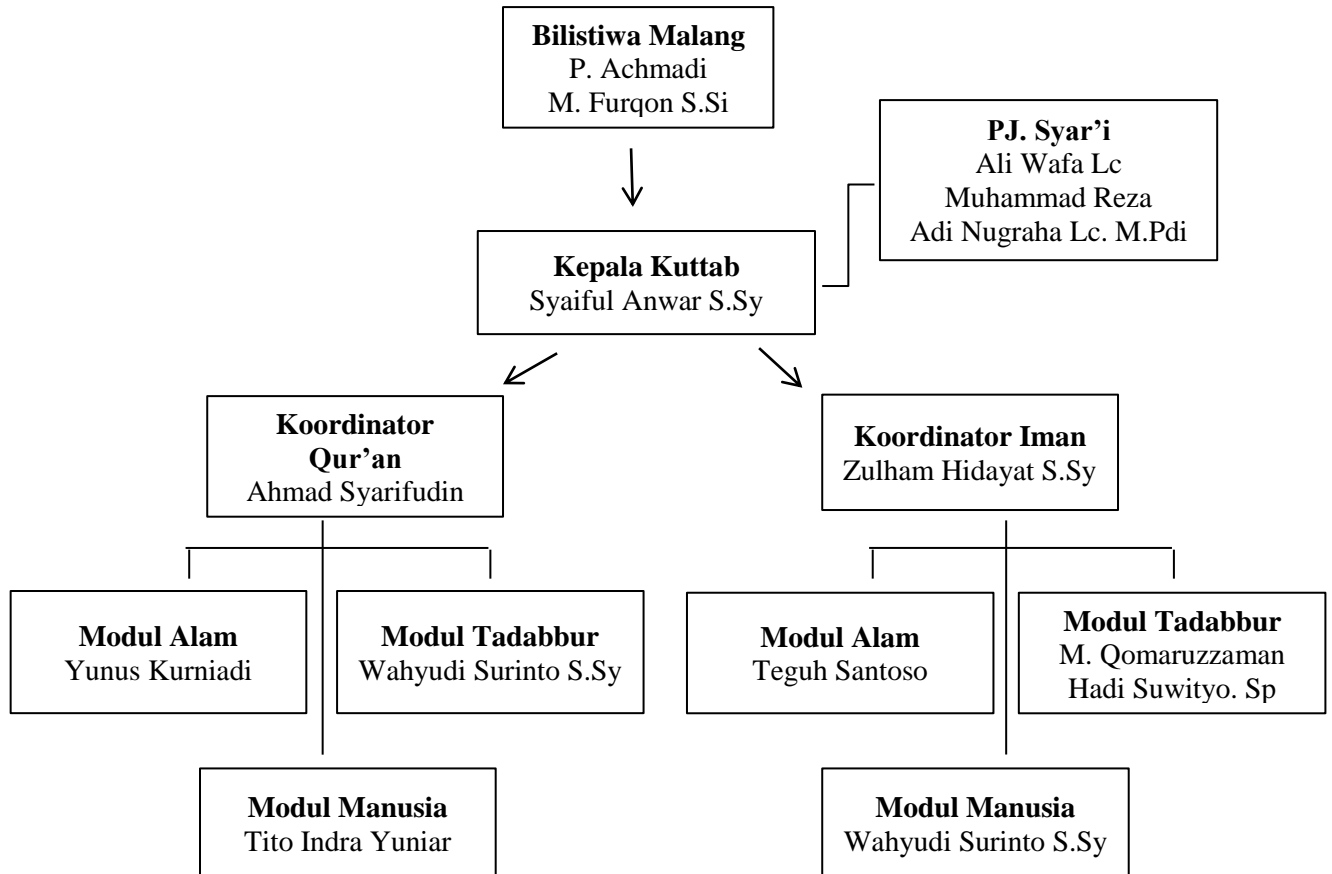 Bilistiwa Malang
P. Achmadi
M. Furqon S.Si
PJ. Syar’i
Ali Wafa Lc
Muhammad Reza
Adi Nugraha Lc. M.Pdi
Kepala Kuttab
Syaiful Anwar S.Sy
Koordinator
Qur’an
Ahmad Syarifudin
Koordinator Iman
Zulham Hidayat S.Sy
Modul Alam
Yunus Kurniadi
Modul Tadabbur
Wahyudi Surinto S.Sy
Modul Alam
Teguh Santoso
Modul Tadabbur
M. Qomaruzzaman
Hadi Suwityo. Sp
Modul Manusia
Tito Indra Yuniar
Modul Manusia
Wahyudi Surinto S.Sy